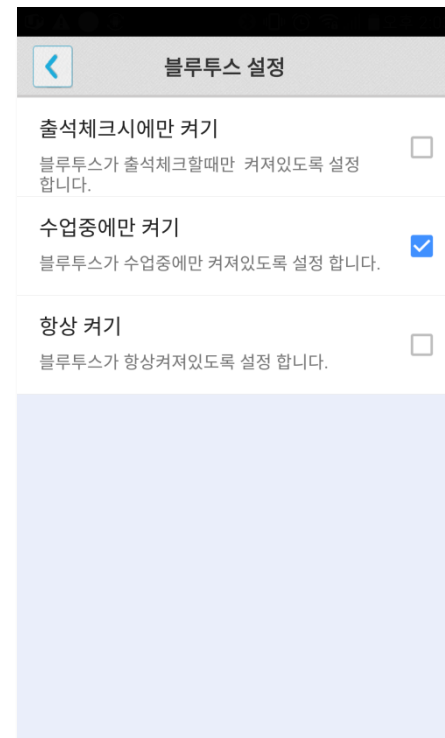 블루투스 설정
출석체크시에만 켜기
블루투스가 출석체크할때만 켜져있도록 설정
합니다.
수업중에만 켜기
블루투스가 수업중에만 켜져있도록 설정 합니다.
항상 켜기
블루투스가 항상켜져있도록 설정 합니다.